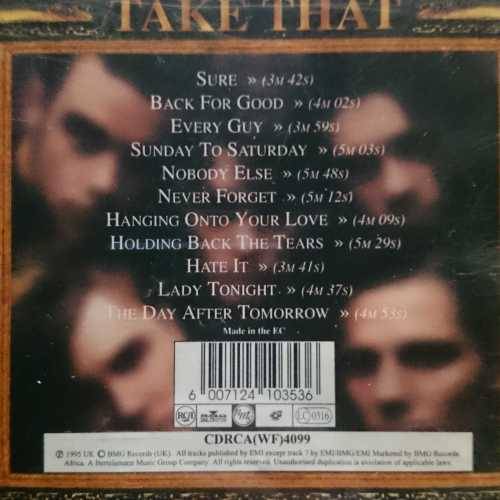 TAKE THAT
SURE » (3M 42S)
BACK FOR GOOD » (4M 02S)
EVERY GUY » (3M 59S)
SUNDAY TO SATURDAY » (5M 03S)
NOBODY ELSE » (5M 48S)
NEVER FORGET » (5M 12S)
HANGING ONTO YOUR LOVE » (4M 09S)
HOLDING BACK THE TEARS » (5M 29S)
HATE IT » (3M 41S)
LADY TONIGHT » (4M 37S)
THE DAY AFTER TOMORROW » (4M 53S)
Made in the EC
6 007124 103536
LC 0316
CDRCA(WF)4099
℗ 1995 UK © BMG Records (UK). All tracks published by EMI except track 7 by EMI/BMG/EMI Marketed by BMG Records
Africa. A Bertelsmann Music Group Company. All rights reserved. Unauthorised duplication is a violation of applicable laws.